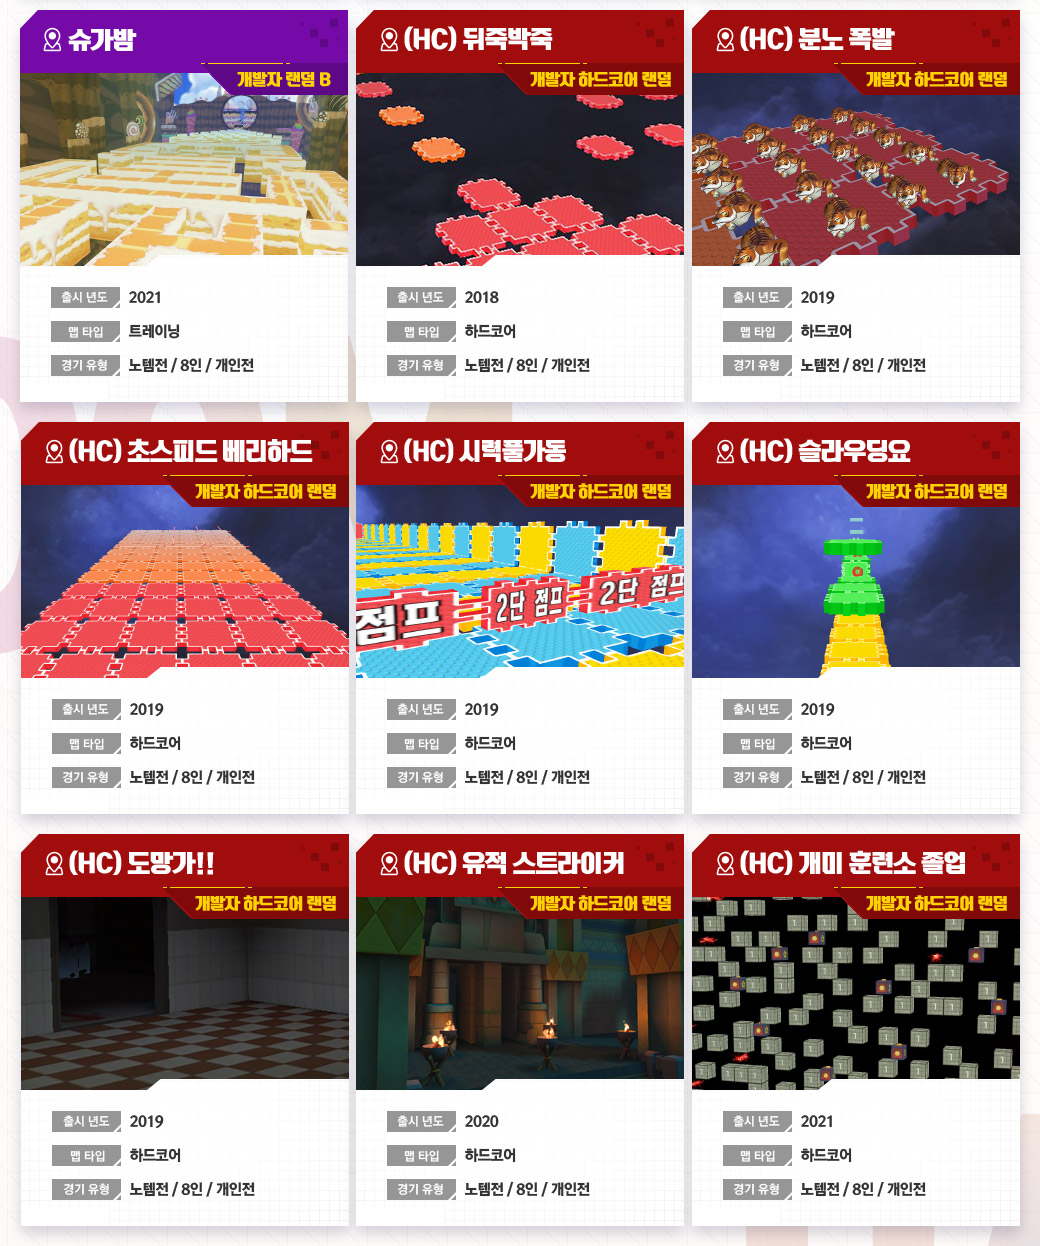 슈가밤
개발자 랜덤 B
출시 년도 2021
맵 타입 트레이닝
경기 유형 노템전 / 8인 / 개인전
(HC) 뒤죽박죽
개발자 하드코어 랜덤
출시 년도 2018
맵 타입 하드코어
경기 유형 노템전 / 8인 / 개인전
(HC) 분노 폭발
개발자 하드코어 랜덤
출시 년도 2019
맵 타입 하드코어
경기 유형 노템전 / 8인 / 개인전
(HC) 초스피드 베리하드
개발자 하드코어 랜덤
출시 년도 2019
맵 타입 하드코어
경기 유형 노템전 / 8인 / 개인전
(HC) 시력풀가동
개발자 하드코어 랜덤
점프 2단 점프 2단 점프
출시 년도 2019
맵 타입 하드코어
경기 유형 노템전 / 8인 / 개인전
(HC) 슬라우딩요
개발자 하드코어 랜덤
출시 년도 2019
맵 타입 하드코어
경기 유형 노템전 / 8인 / 개인전
(HC) 도망가!!
개발자 하드코어 랜덤
출시 년도 2019
맵 타입 하드코어
경기 유형 노템전 / 8인 / 개인전
(HC) 유적 스트라이커
개발자 하드코어 랜덤
출시 년도 2020
맵 타입 하드코어
경기 유형 노템전 / 8인 / 개인전
(HC) 개미 훈련소 졸업
개발자 하드코어 랜덤
출시 년도 2021
맵 타입 하드코어
경기 유형 노템전 / 8인 / 개인전